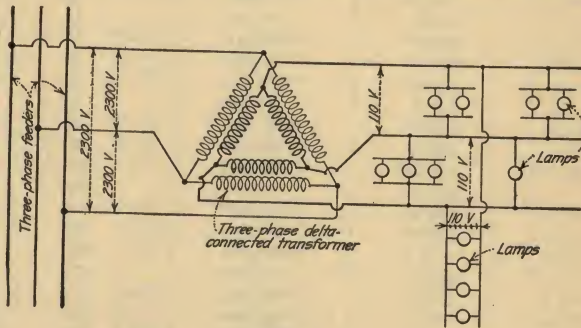 Three-phase feeders
2300 V
2300 V
2300 V
Three-phase delta-
connected transformer
110 V
110 V
110 V
Lamps
Lamps